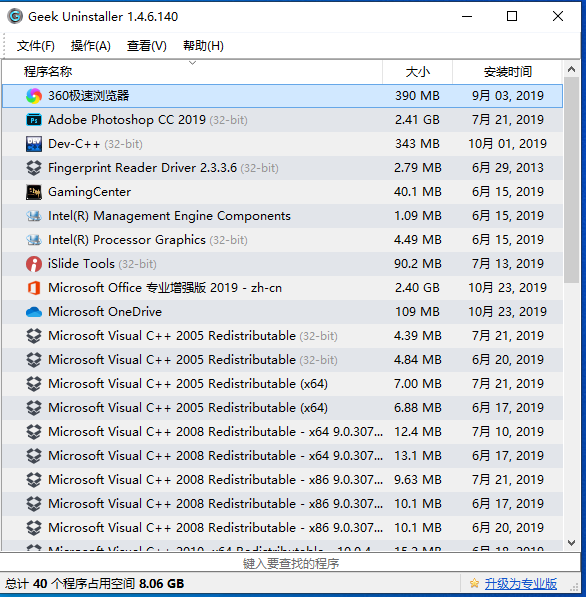 Geek Uninstaller 1.4.6.140
文件(F) 操作(A) 查看(V) 帮助(H)
程序名称 大小 安装时间
360极速浏览器 390 MB 9月 03, 2019
Adobe Photoshop CC 2019 (32-bit) 2.41 GB 7月 21, 2019
Dev-C++ (32-bit) 343 MB 10月 01, 2019
Fingerprint Reader Driver 2.3.3.6 (32-bit) 2.79 MB 6月 29, 2013
GamingCenter 40.1 MB 6月 15, 2019
Intel(R) Management Engine Components 1.09 MB 6月 15, 2019
Intel(R) Processor Graphics (32-bit) 4.49 MB 6月 15, 2019
iSlide Tools (32-bit) 90.2 MB 7月 13, 2019
Microsoft Office 专业增强版 2019 - zh-cn 2.40 GB 10月 23, 2019
Microsoft OneDrive 109 MB 10月 23, 2019
Microsoft Visual C++ 2005 Redistributable (32-bit) 4.39 MB 7月 21, 2019
Microsoft Visual C++ 2005 Redistributable (32-bit) 4.84 MB 6月 20, 2019
Microsoft Visual C++ 2005 Redistributable (x64) 7.00 MB 7月 21, 2019
Microsoft Visual C++ 2005 Redistributable (x64) 6.88 MB 6月 17, 2019
Microsoft Visual C++ 2008 Redistributable - x64 9.0.307... 12.4 MB 7月 10, 2019
Microsoft Visual C++ 2008 Redistributable - x64 9.0.307... 13.1 MB 6月 17, 2019
Microsoft Visual C++ 2008 Redistributable - x86 9.0.307... 9.63 MB 7月 21, 2019
Microsoft Visual C++ 2008 Redistributable - x86 9.0.307... 10.1 MB 6月 17, 2019
Microsoft Visual C++ 2008 Redistributable - x86 9.0.307... 10.1 MB 6月 20, 2019
Microsoft Visual C++ 2010 x64 Redistributable - 10.0.4... 15.2 MB 6月 18, 2019
键入要查找的程序
总计 40 个程序占用空间 8.06 GB 升级为专业版